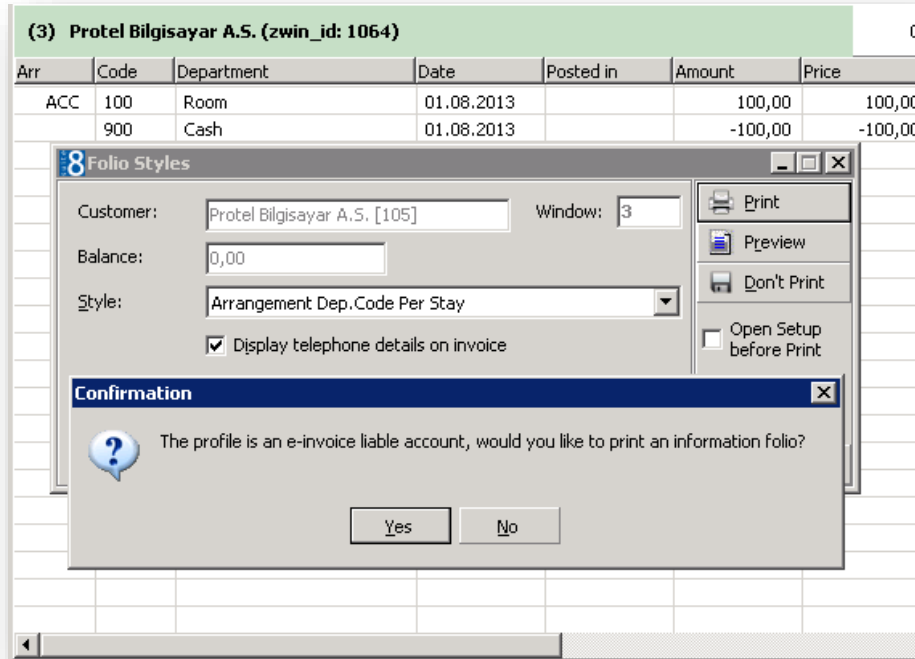 (3) Protel Bilgisayar A.S. (zwin_id: 1064)
Arr Code Department Date Posted in Amount Price
ACC 100 Room 01.08.2013 100,00 100,00
900 Cash 01.08.2013 -100,00 -100,00
8 Folio Styles
Customer: Protel Bilgisayar A.S. [105] Window: 3
Balance: 0,00
Style: Arrangement Dep.Code Per Stay
Display telephone details on invoice
Print
Preview
Don't Print
Open Setup
before Print
Confirmation
The profile is an e-invoice liable account, would you like to print an information folio?
Yes No